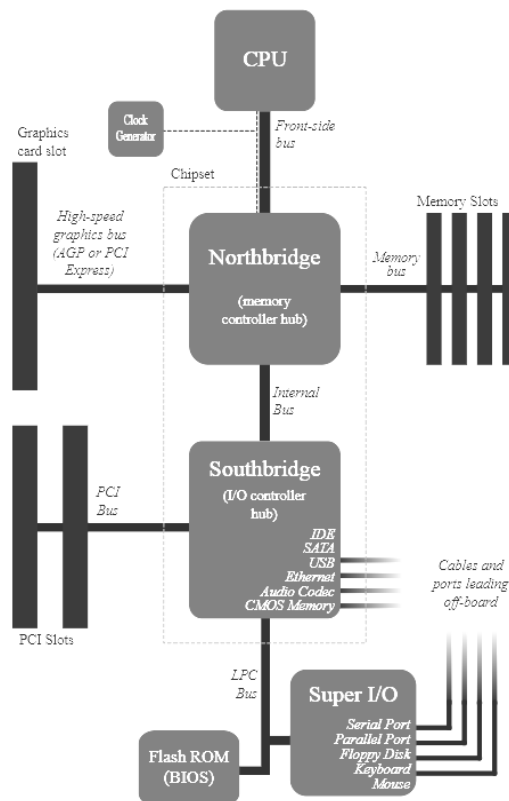 CPU
Clock
Generator
Front-side
bus
Graphics
card slot
Chipset
High-speed
graphics bus
(AGP or PCI
Express)
Northbridge
(memory
controller hub)
Memory
bus
Memory Slots
Internal
Bus
Southbridge
(I/O controller
hub)
PCI
Bus
IDE
SATA
USB
Ethernet
Audio Codec
CMOS Memory
Cables and
ports leading
off-board
PCI Slots
LPC
Bus
Super I/O
Serial Port
Parallel Port
Floppy Disk
Keyboard
Mouse
Flash ROM
(BIOS)